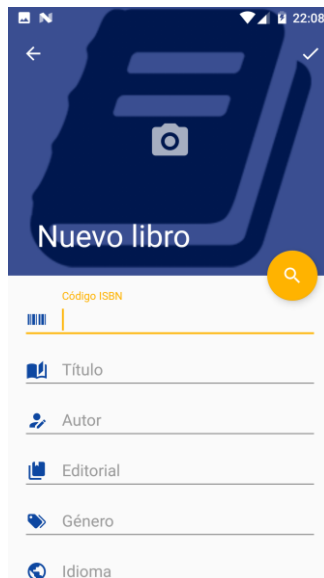 22:08
Nuevo libro
Código ISBN
Título
Autor
Editorial
Género
Idioma